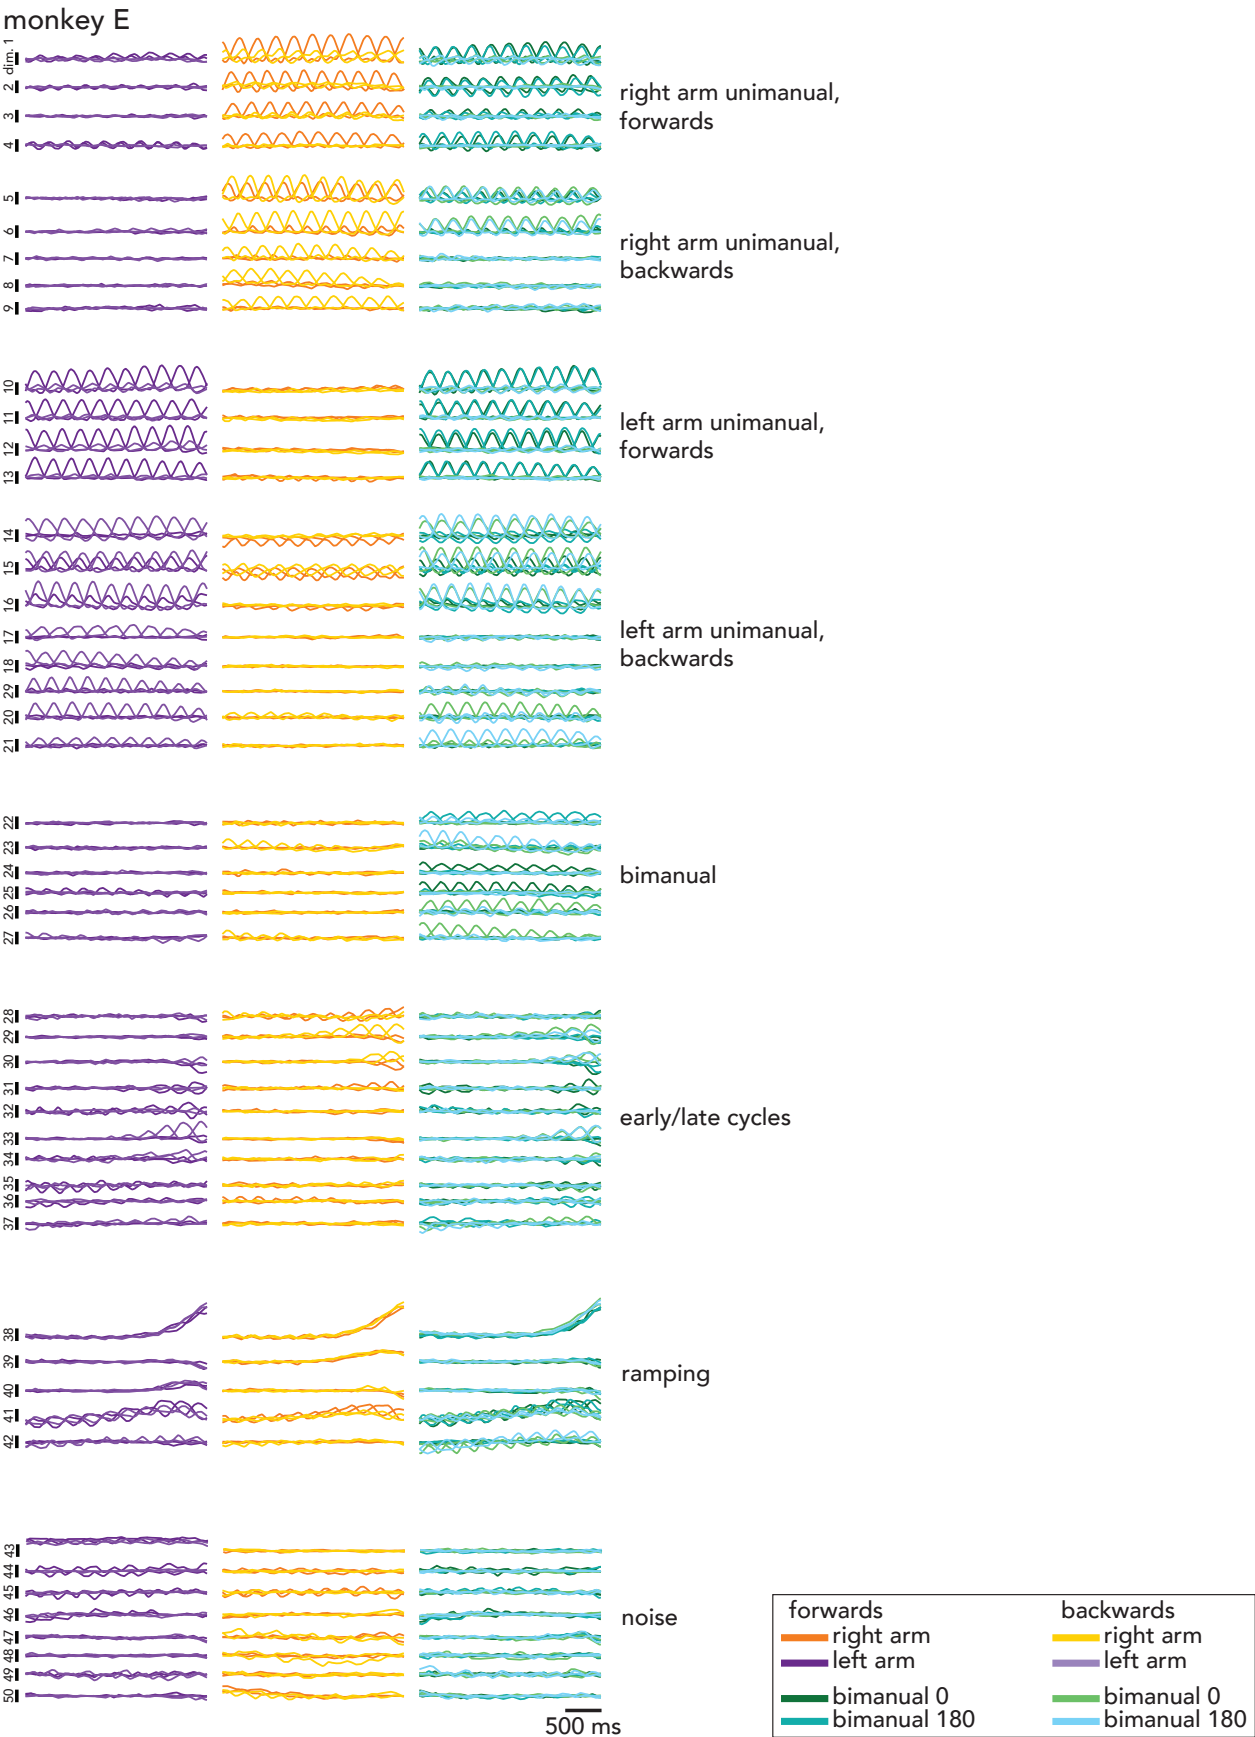 monkey E
dim. 1
2
3
4
right arm unimanual,
forwards
5
6
7
8
9
right arm unimanual,
backwards
10
11
12
13
left arm unimanual,
forwards
14
15
16
17
18
29
20
21
left arm unimanual,
backwards
22
23
24
25
26
27
bimanual
28
29
30
31
32
33
34
35
36
37
early/late cycles
38
39
40
41
42
ramping
43
44
45
46
47
48
49
50
noise
500 ms
forwards backwards
right arm right arm
left arm left arm
bimanual 0 bimanual 0
bimanual 180 bimanual 180